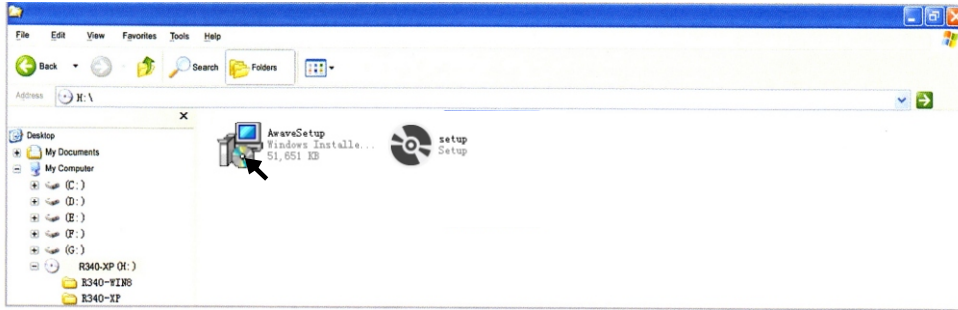 File Edit View Favorites Tools Help
Back Search Folders
Address H:\
Desktop
My Documents
My Computer
(C:)
(D:)
(E:)
(F:)
(G:)
R340-XP (H:)
R340-WIN8
R340-XP
AwaveSetup
Windows Installe...
51,651 KB
setup
Setup